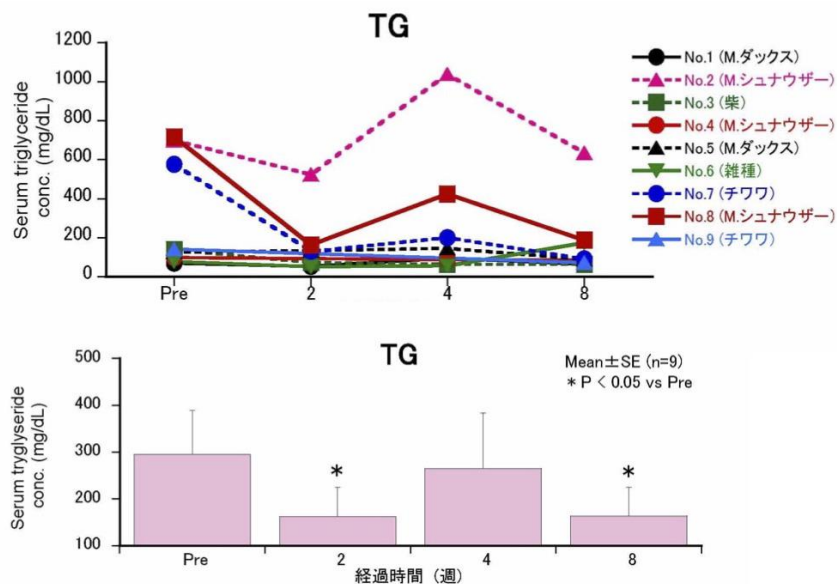 TG
Serum triglyceride
conc. (mg/dL)
1200
1000
800
600
400
200
0
Pre
2
4
8
No.1 (M.ダックス)
No.2 (M.シュナウザー)
No.3 (柴)
No.4 (M.シュナウザー)
No.5 (M.ダックス)
No.6 (雑種)
No.7 (チワワ)
No.8 (M.シュナウザー)
No.9 (チワワ)
TG
Mean±SE (n=9)
* P < 0.05 vs Pre
Serum tryglyseride
conc. (mg/dL)
500
400
300
200
100
*
*
Pre
2
4
8
経過時間 (週)